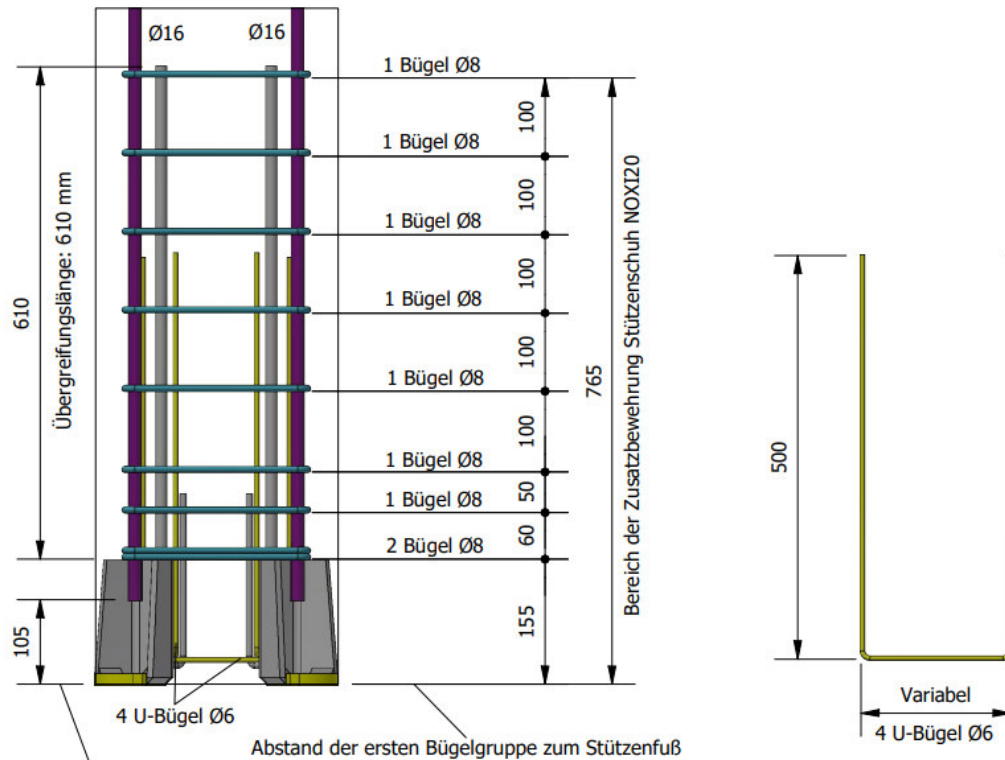 Ø16
Ø16
1 Bügel Ø8
100
1 Bügel Ø8
100
1 Bügel Ø8
100
1 Bügel Ø8
100
1 Bügel Ø8
100
1 Bügel Ø8
50
1 Bügel Ø8
60
2 Bügel Ø8
155
610
Übergreifungslänge: 610 mm
105
765
Bereich der Zusatzbewehrung Stützenschuh NOXI20
4 U-Bügel Ø6
Abstand der ersten Bügelgruppe zum Stützenfuß
500
Variabel
4 U-Bügel Ø6